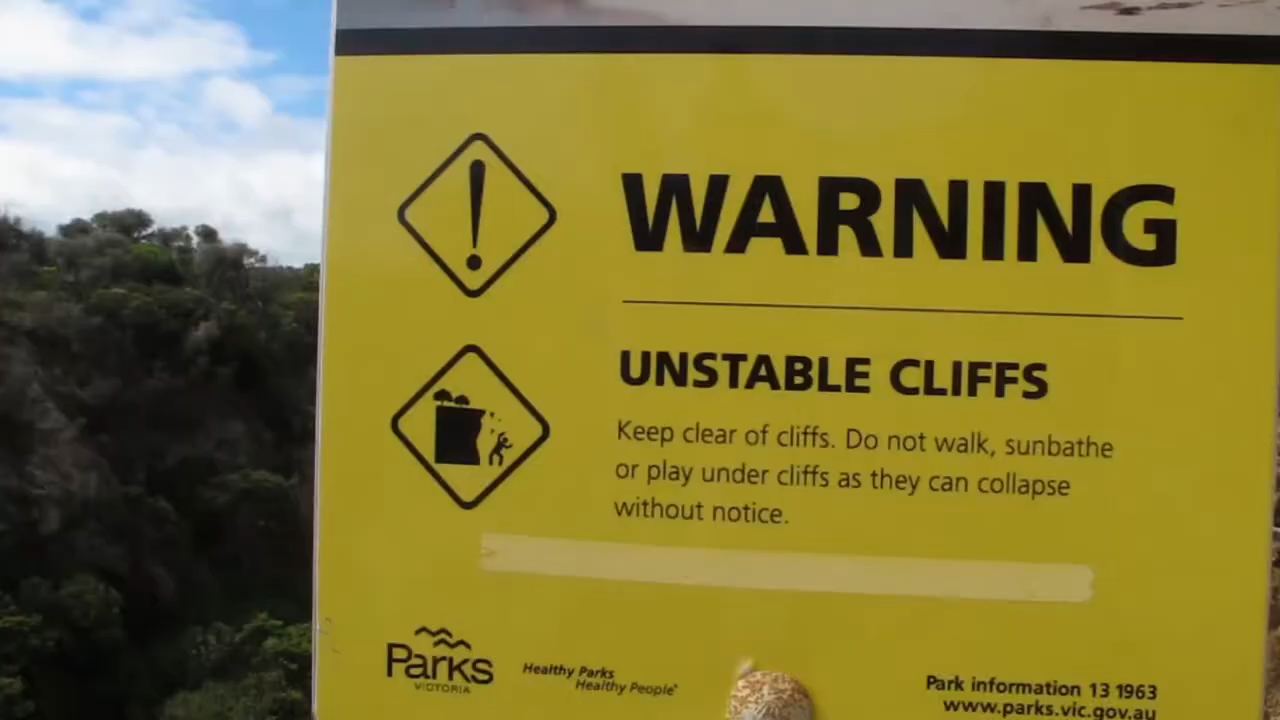 WARNING
UNSTABLE CLIFFS
Keep clear of cliffs. Do not walk, sunbathe
or play under cliffs as they can collapse
without notice.
Parks
VICTORIA
Healthy Parks
Healthy People®
Park information 13 1963
www.parks.vic.gov.au